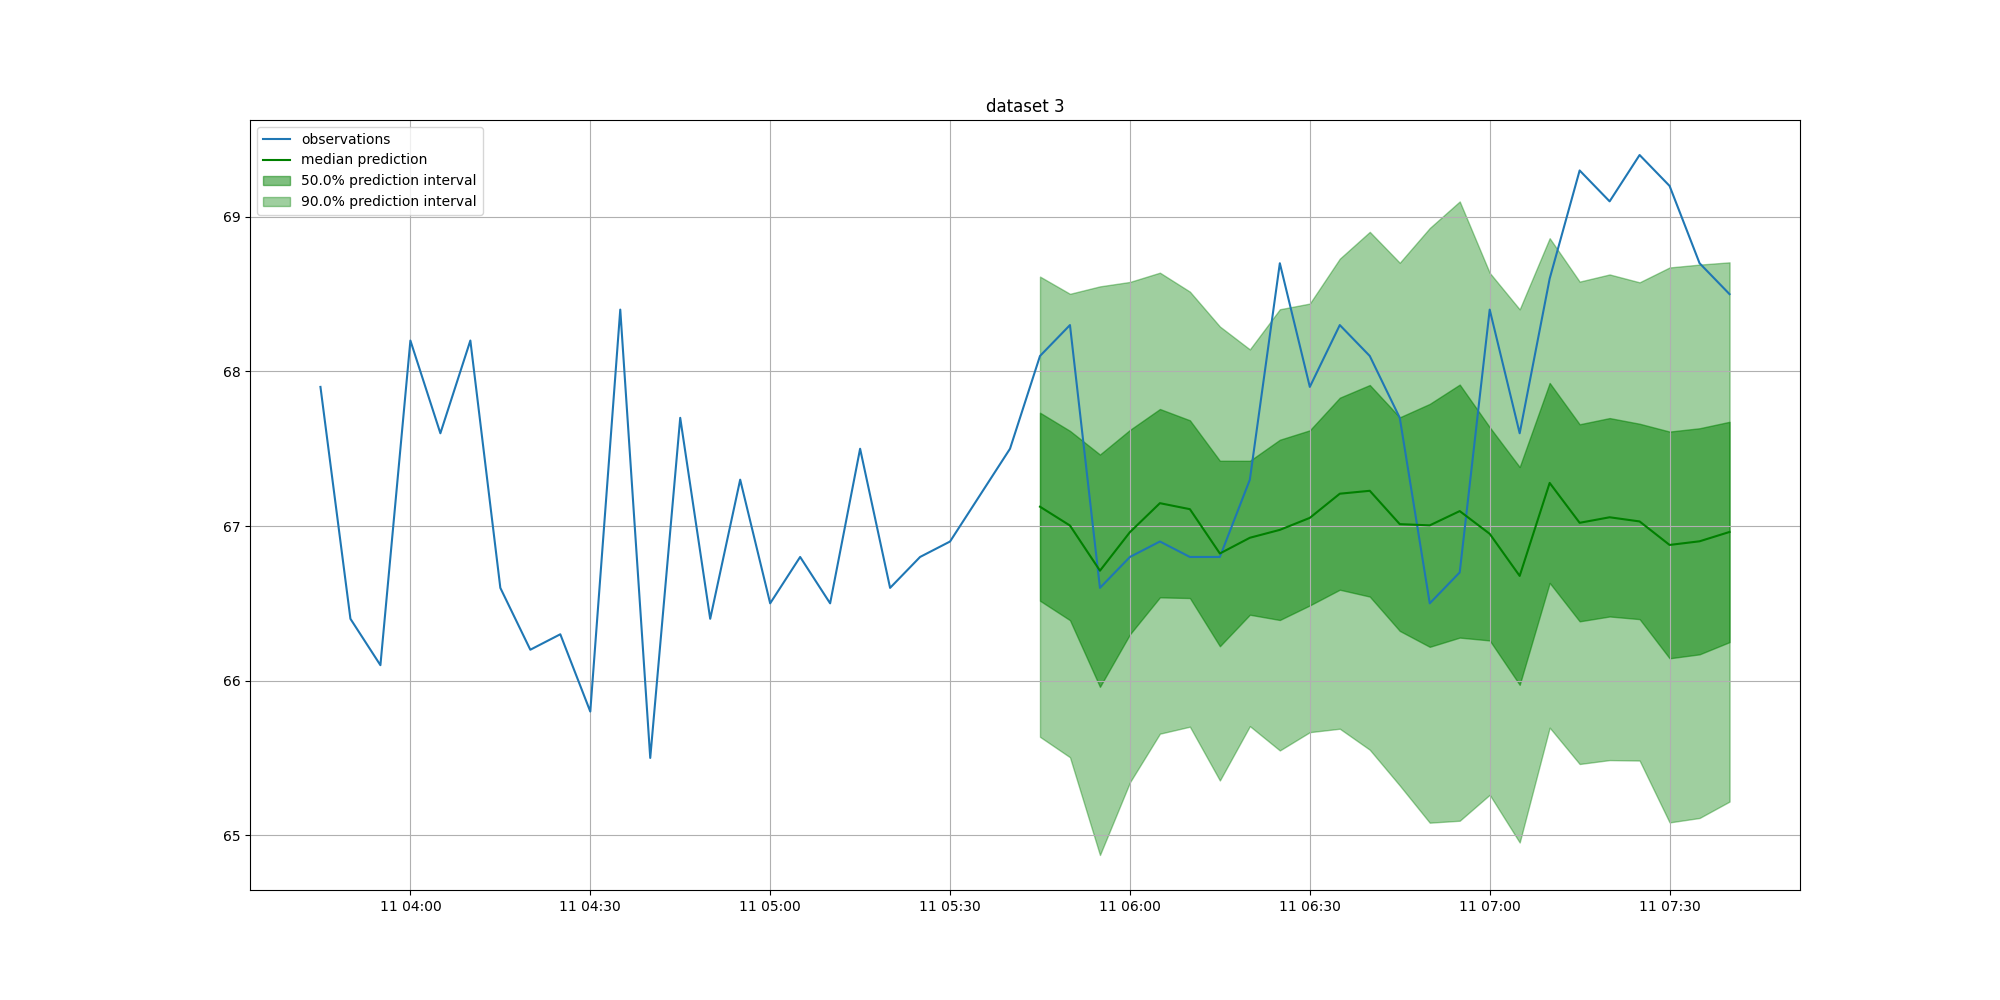 dataset 3
observations
median prediction
50.0% prediction interval
90.0% prediction interval
69
68
67
66
65
11 04:00 11 04:30 11 05:00 11 05:30 11 06:00 11 06:30 11 07:00 11 07:30